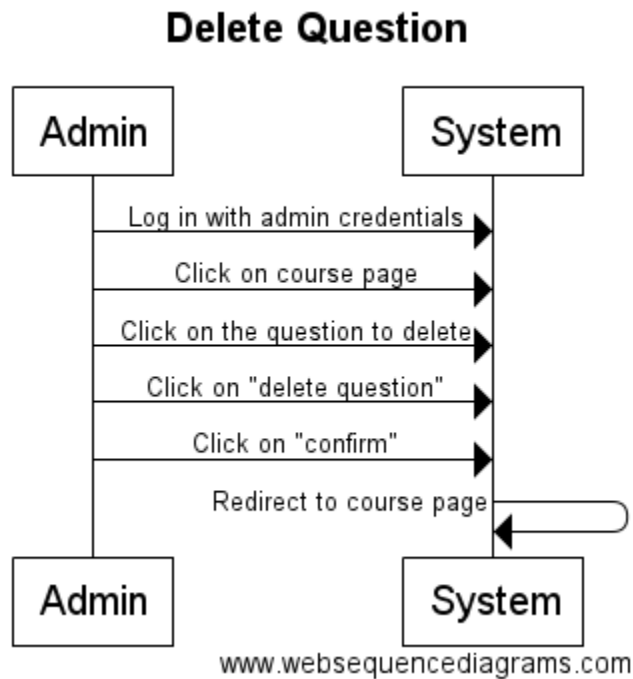 Delete Question
Admin
System
Log in with admin credentials
Click on course page
Click on the question to delete
Click on "delete question"
Click on "confirm"
Redirect to course page
Admin
System
www.websequencediagrams.com